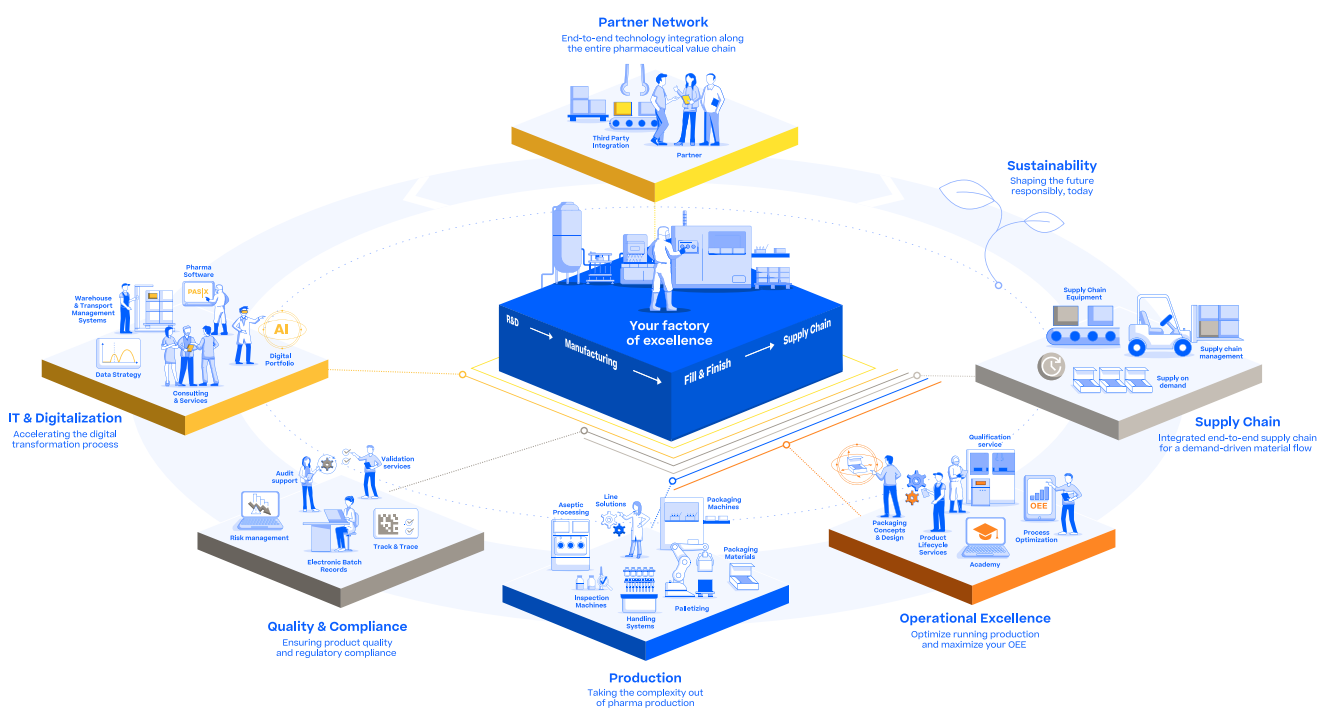 Partner Network
End-to-end technology integration along
the entire pharmaceutical value chain
Third Party
Integration
Partner
Sustainability
Shaping the future
responsibly, today
Your factory
of excellence
R&D
Manufacturing
Fill & Finish
Supply Chain
Pharma
Software
PAS|X
Warehouse
& Transport
Management
Systems
AI
Digital
Portfolio
Data Strategy
Consulting
& Services
IT & Digitalization
Accelerating the digital
transformation process
Supply Chain
Equipment
Supply chain
management
Supply on
demand
Supply Chain
Integrated end-to-end supply chain
for a demand-driven material flow
Audit
support
Validation
services
Risk management
Electronic Batch
Records
Track & Trace
Quality & Compliance
Ensuring product quality
and regulatory compliance
Aseptic
Processing
Line
Solutions
Packaging
Machines
Packaging
Materials
Inspection
Machines
Handling
Systems
Palletizing
Production
Taking the complexity out
of pharma production
Qualification
service
OEE
Packaging
Concepts
& Design
Product
Lifecycle
Services
Academy
Process
Optimization
Operational Excellence
Optimize running production
and maximize your OEE